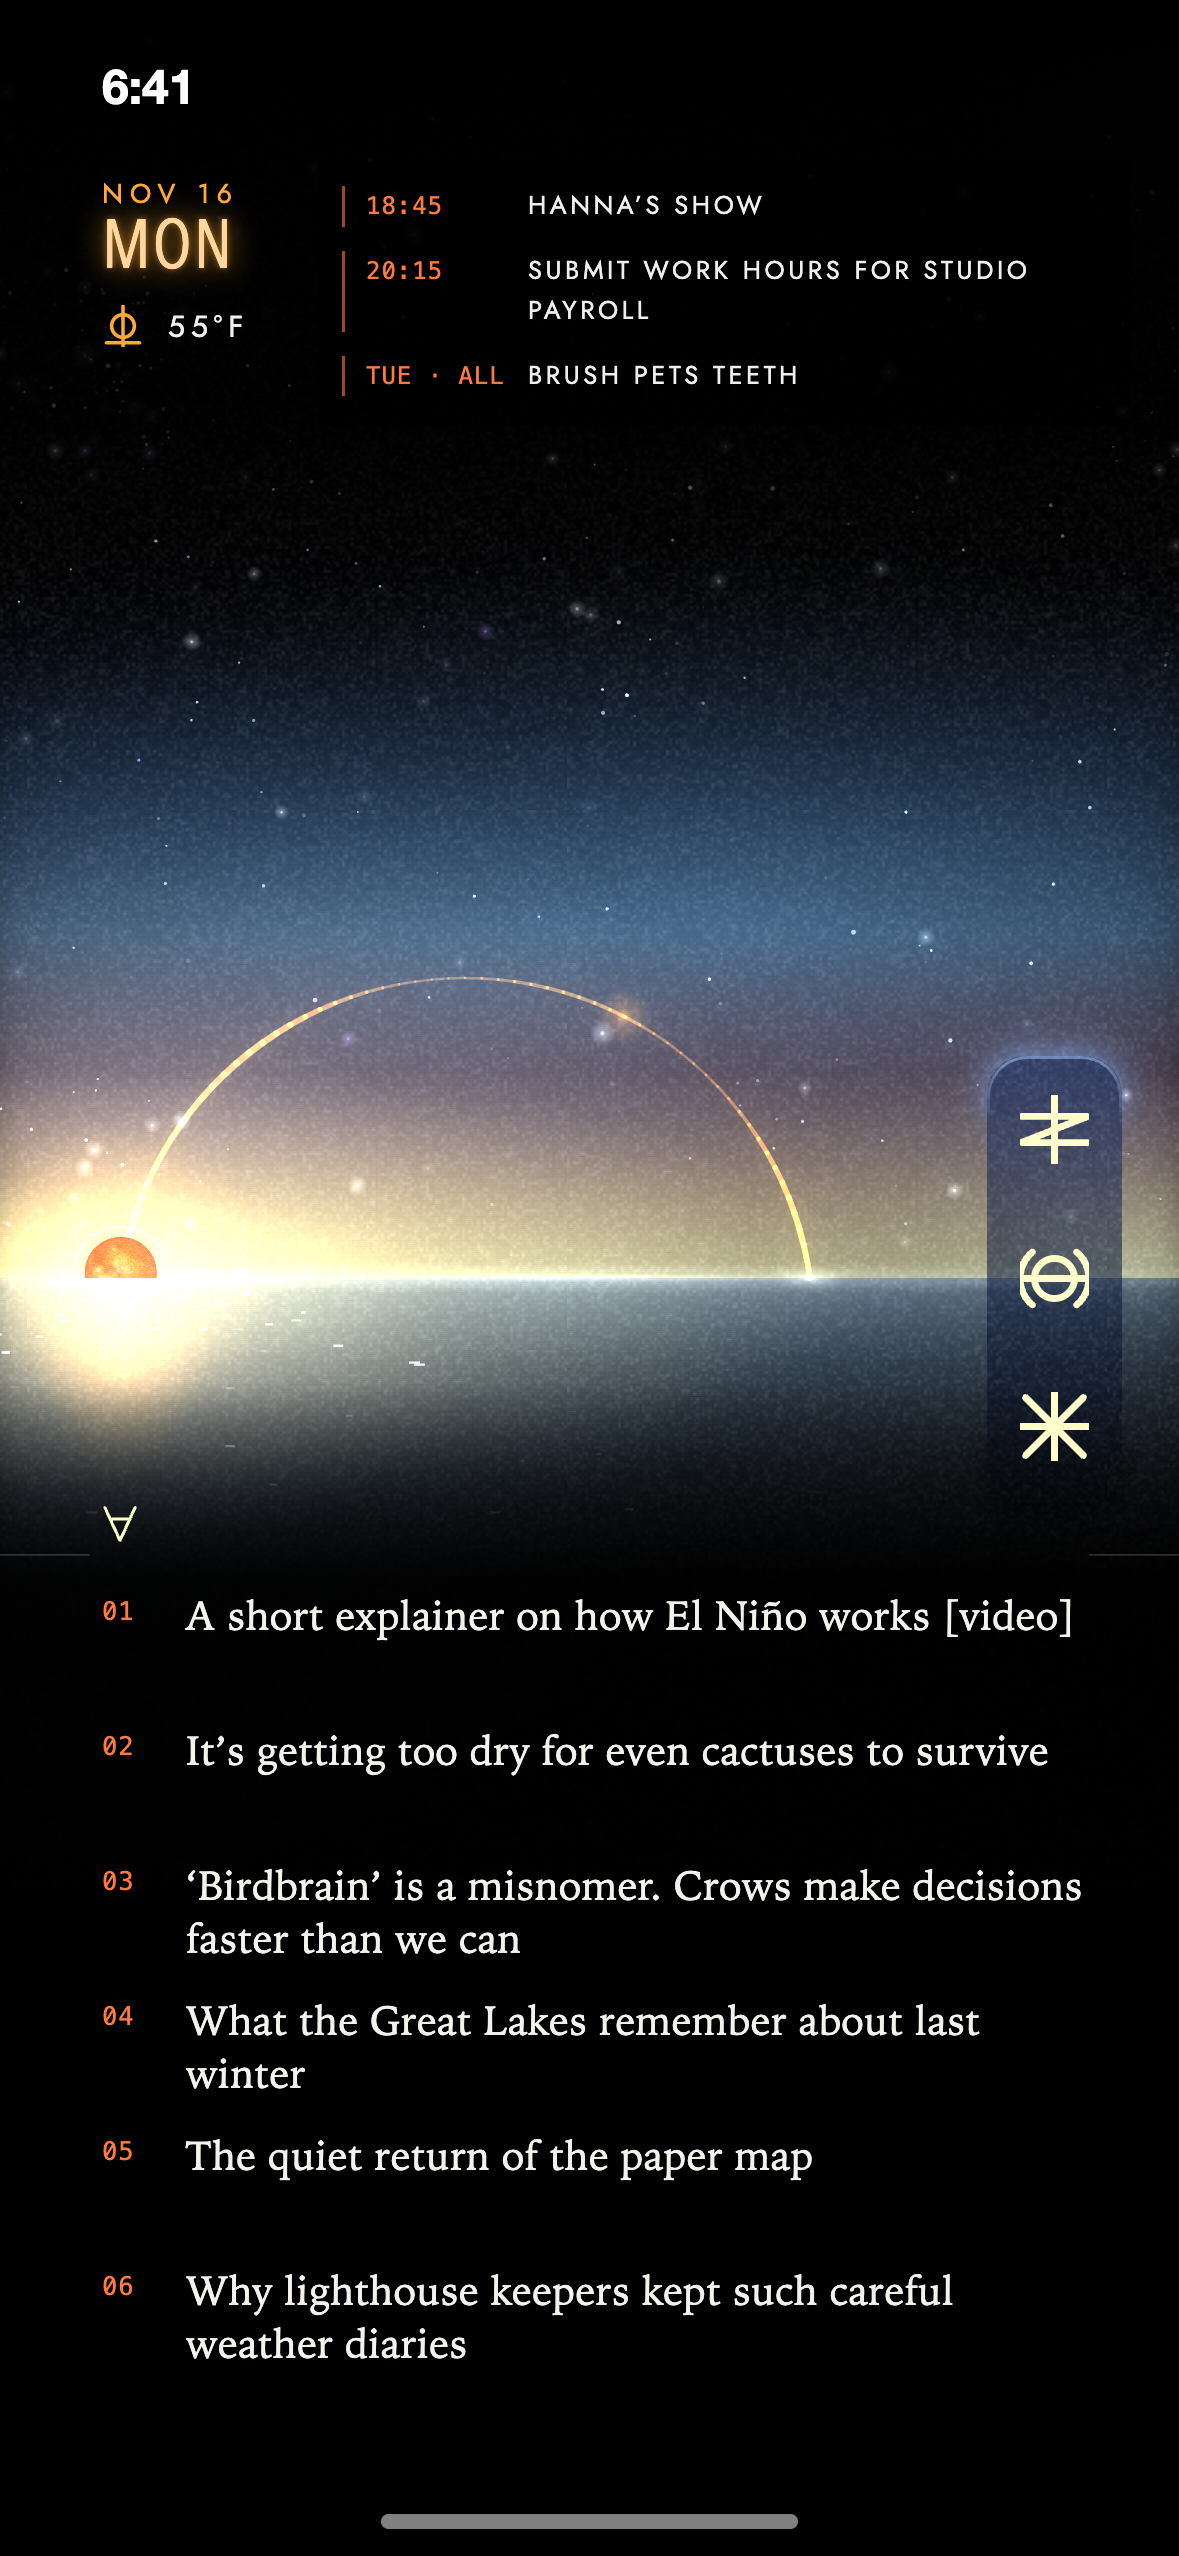 6:41
NOV 16
MON
55°F
18:45 HANNA’S SHOW
20:15 SUBMIT WORK HOURS FOR STUDIO
PAYROLL
TUE · ALL BRUSH PETS TEETH
01 A short explainer on how El Niño works [video]
02 It’s getting too dry for even cactuses to survive
03 ‘Birdbrain’ is a misnomer. Crows make decisions
faster than we can
04 What the Great Lakes remember about last
winter
05 The quiet return of the paper map
06 Why lighthouse keepers kept such careful
weather diaries